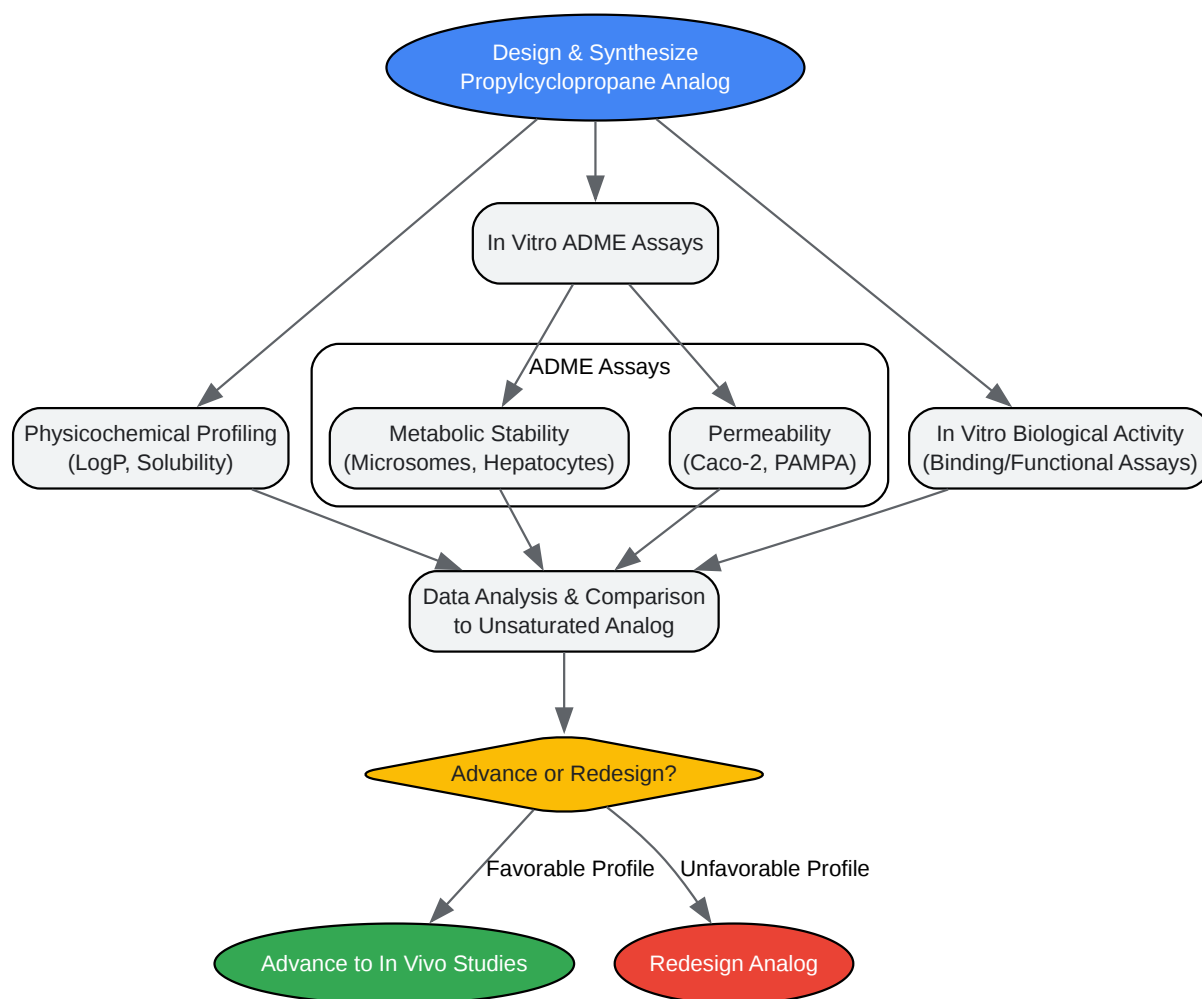 Design & Synthesize
Propylcyclopropane Analog
In Vitro ADME Assays
ADME Assays
Physicochemical Profiling
(LogP, Solubility)
Metabolic Stability
(Microsomes, Hepatocytes)
Permeability
(Caco-2, PAMPA)
In Vitro Biological Activity
(Binding/Functional Assays)
Data Analysis & Comparison
to Unsaturated Analog
Advance or Redesign?
Favorable Profile
Unfavorable Profile
Advance to In Vivo Studies
Redesign Analog